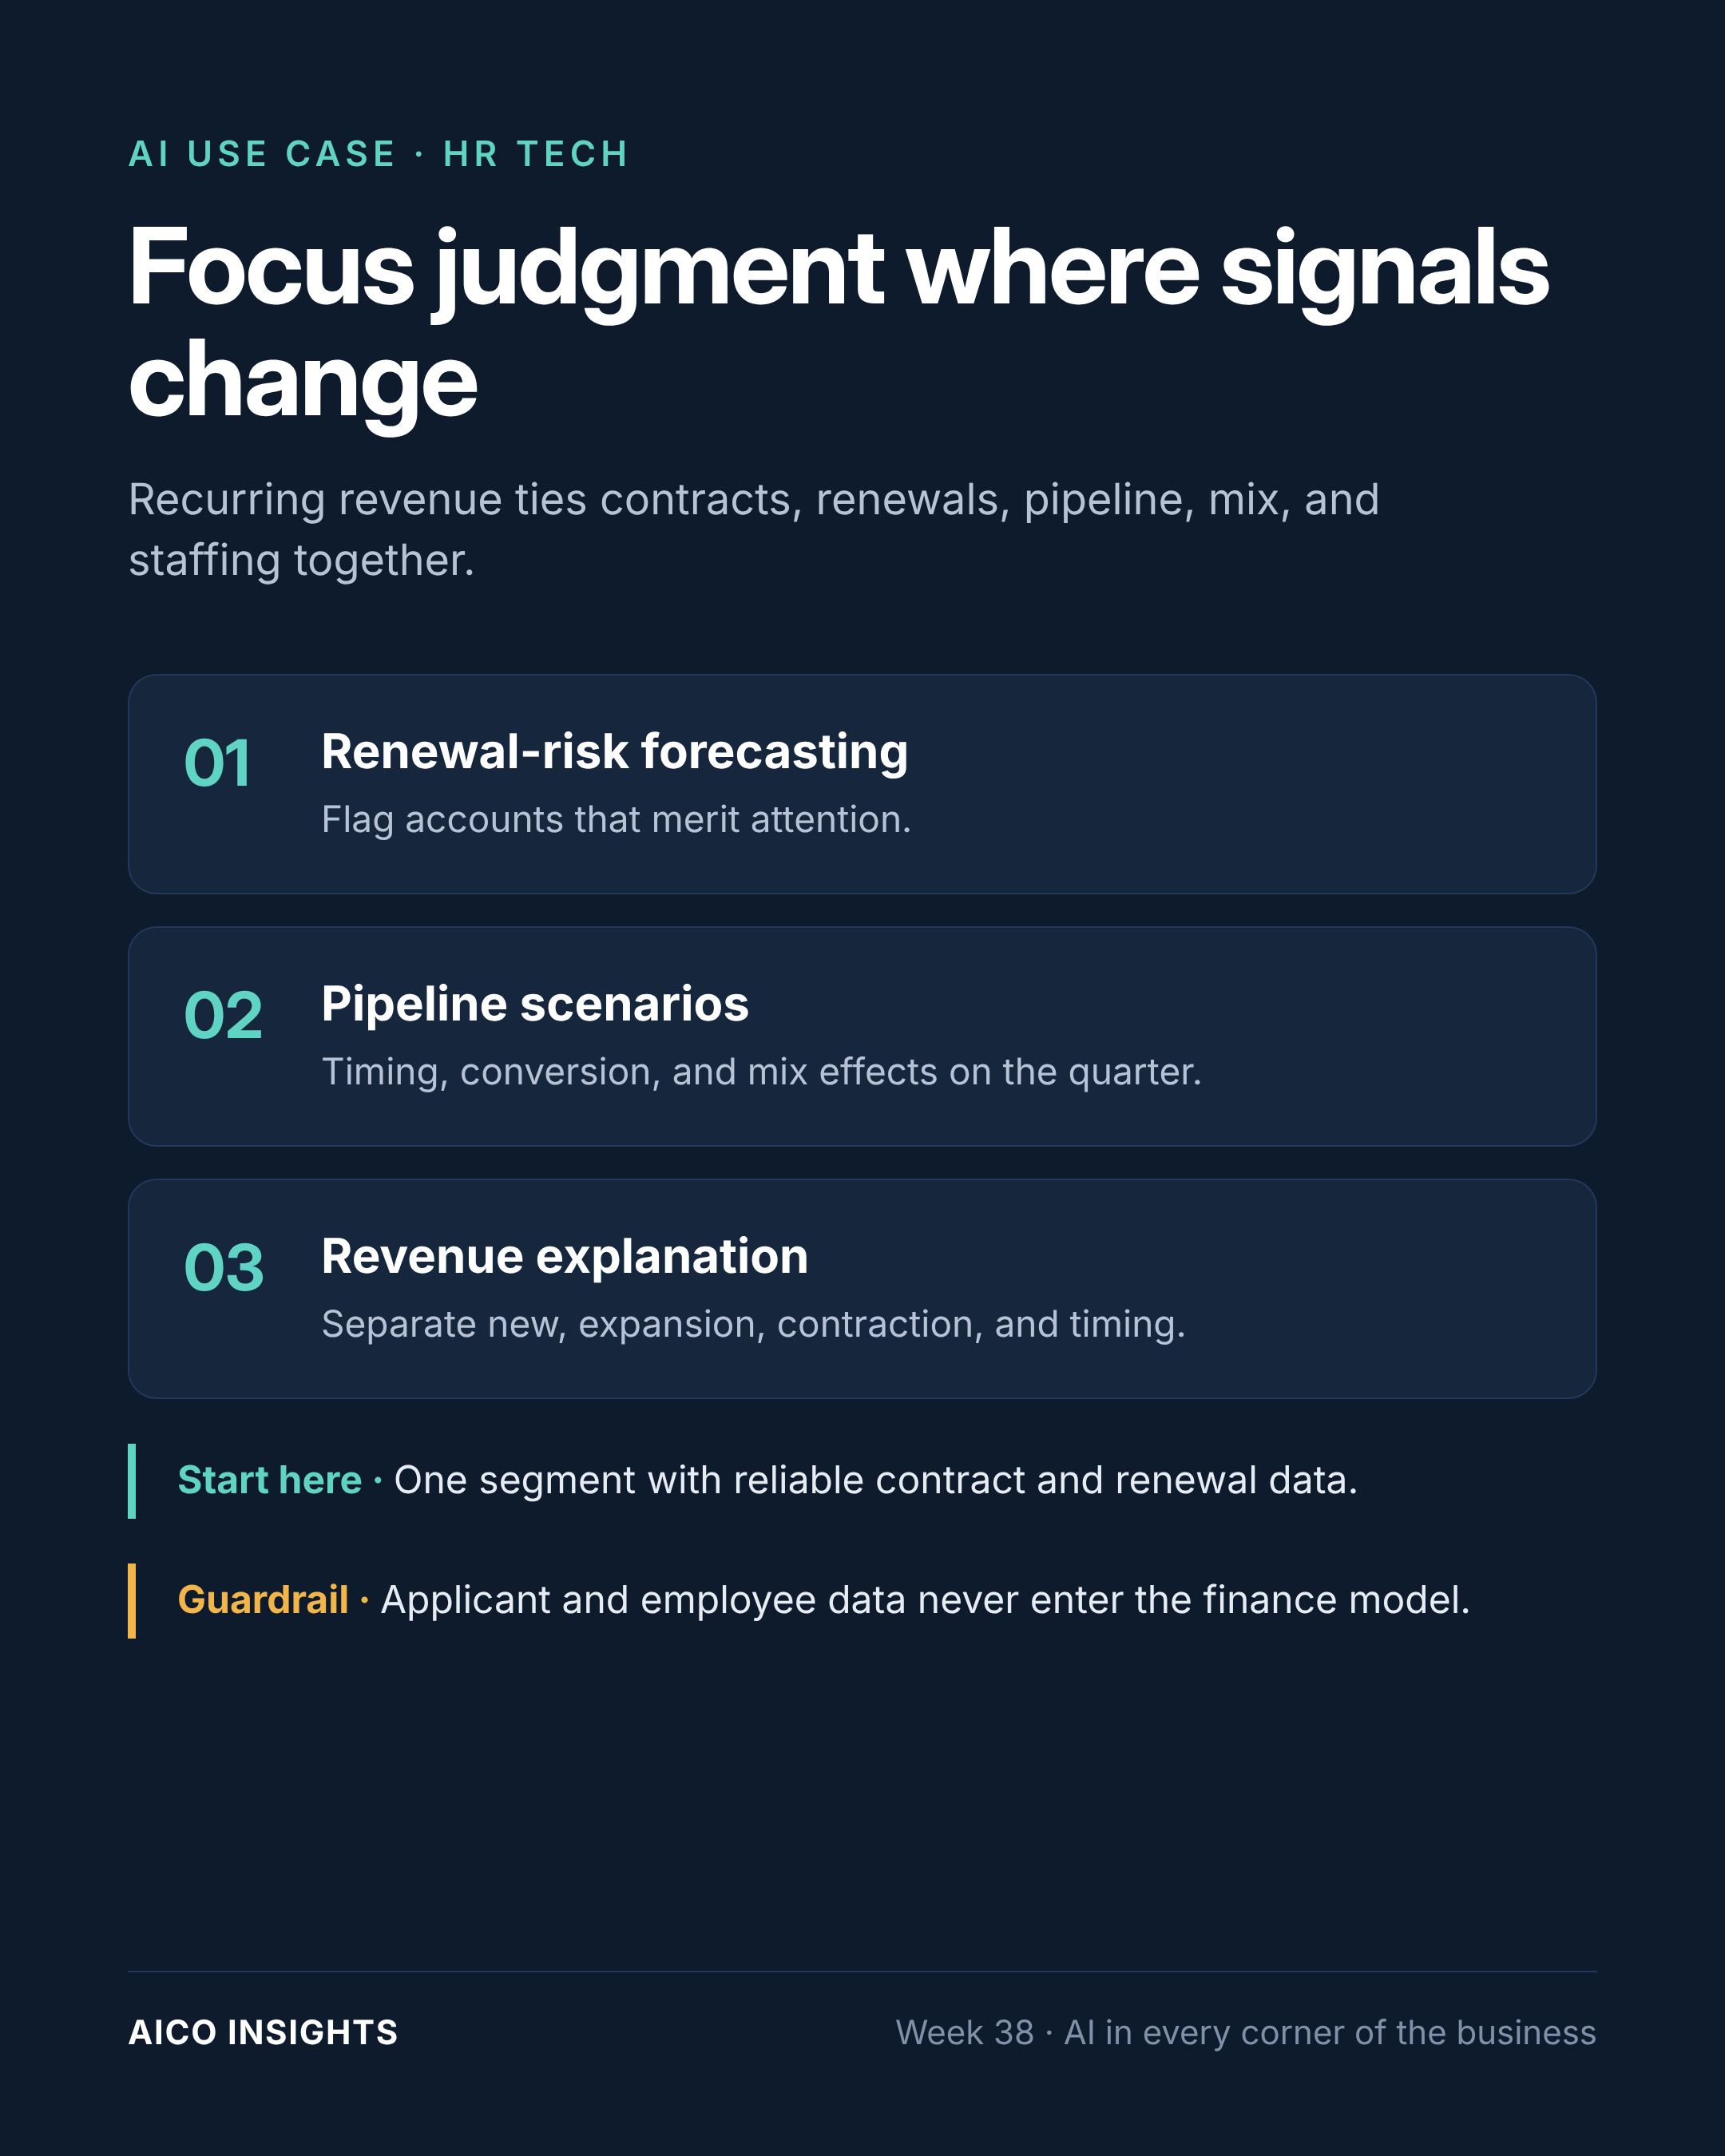 AI USE CASE · HR TECH
Focus judgment where signals
change
Recurring revenue ties contracts, renewals, pipeline, mix, and
staffing together.
01
Renewal-risk forecasting
Flag accounts that merit attention.
02
Pipeline scenarios
Timing, conversion, and mix effects on the quarter.
03
Revenue explanation
Separate new, expansion, contraction, and timing.
Start here · One segment with reliable contract and renewal data.
Guardrail · Applicant and employee data never enter the finance model.
AICO INSIGHTS
Week 38 · AI in every corner of the business